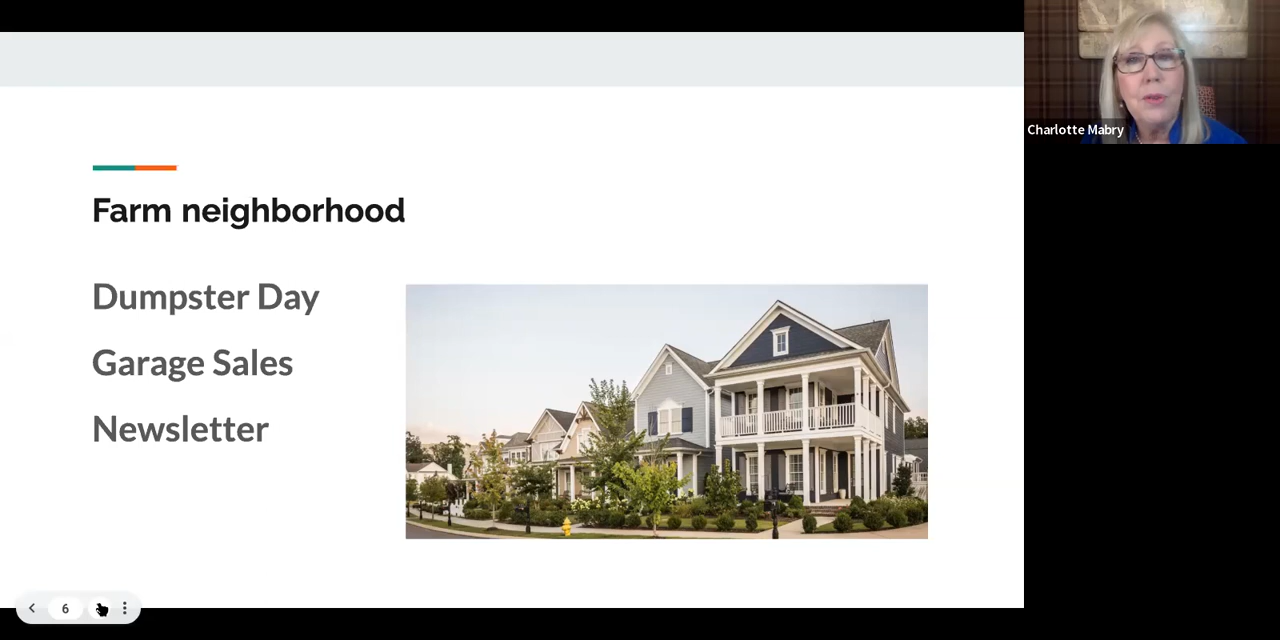 Farm neighborhood
Dumpster Day
Garage Sales
Newsletter
Charlotte Mabry
6